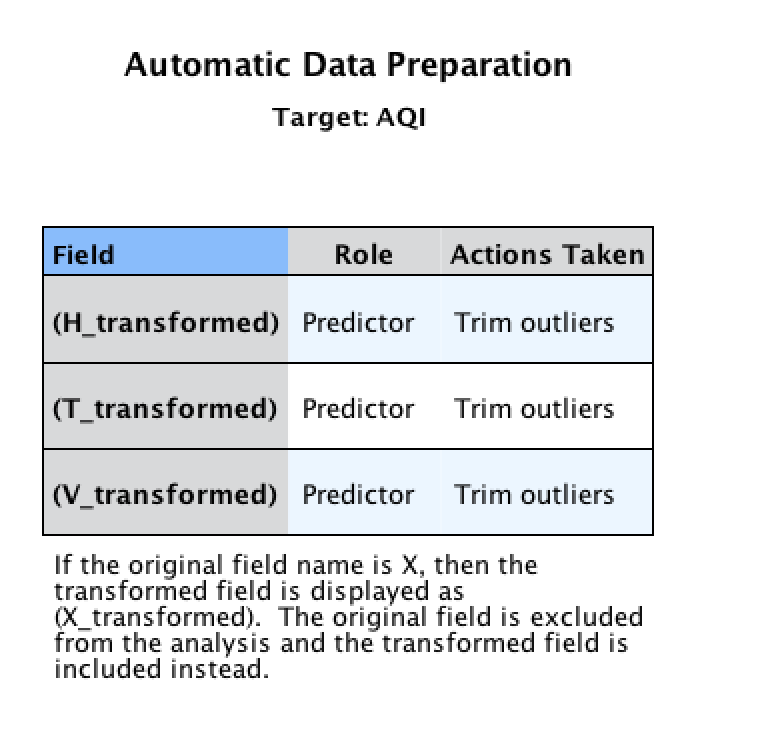 Automatic Data Preparation
Target: AQI
Field Role Actions Taken
(H_transformed) Predictor Trim outliers
(T_transformed) Predictor Trim outliers
(V_transformed) Predictor Trim outliers
If the original field name is X, then the
transformed field is displayed as
(X_transformed).  The original field is excluded
from the analysis and the transformed field is
included instead.